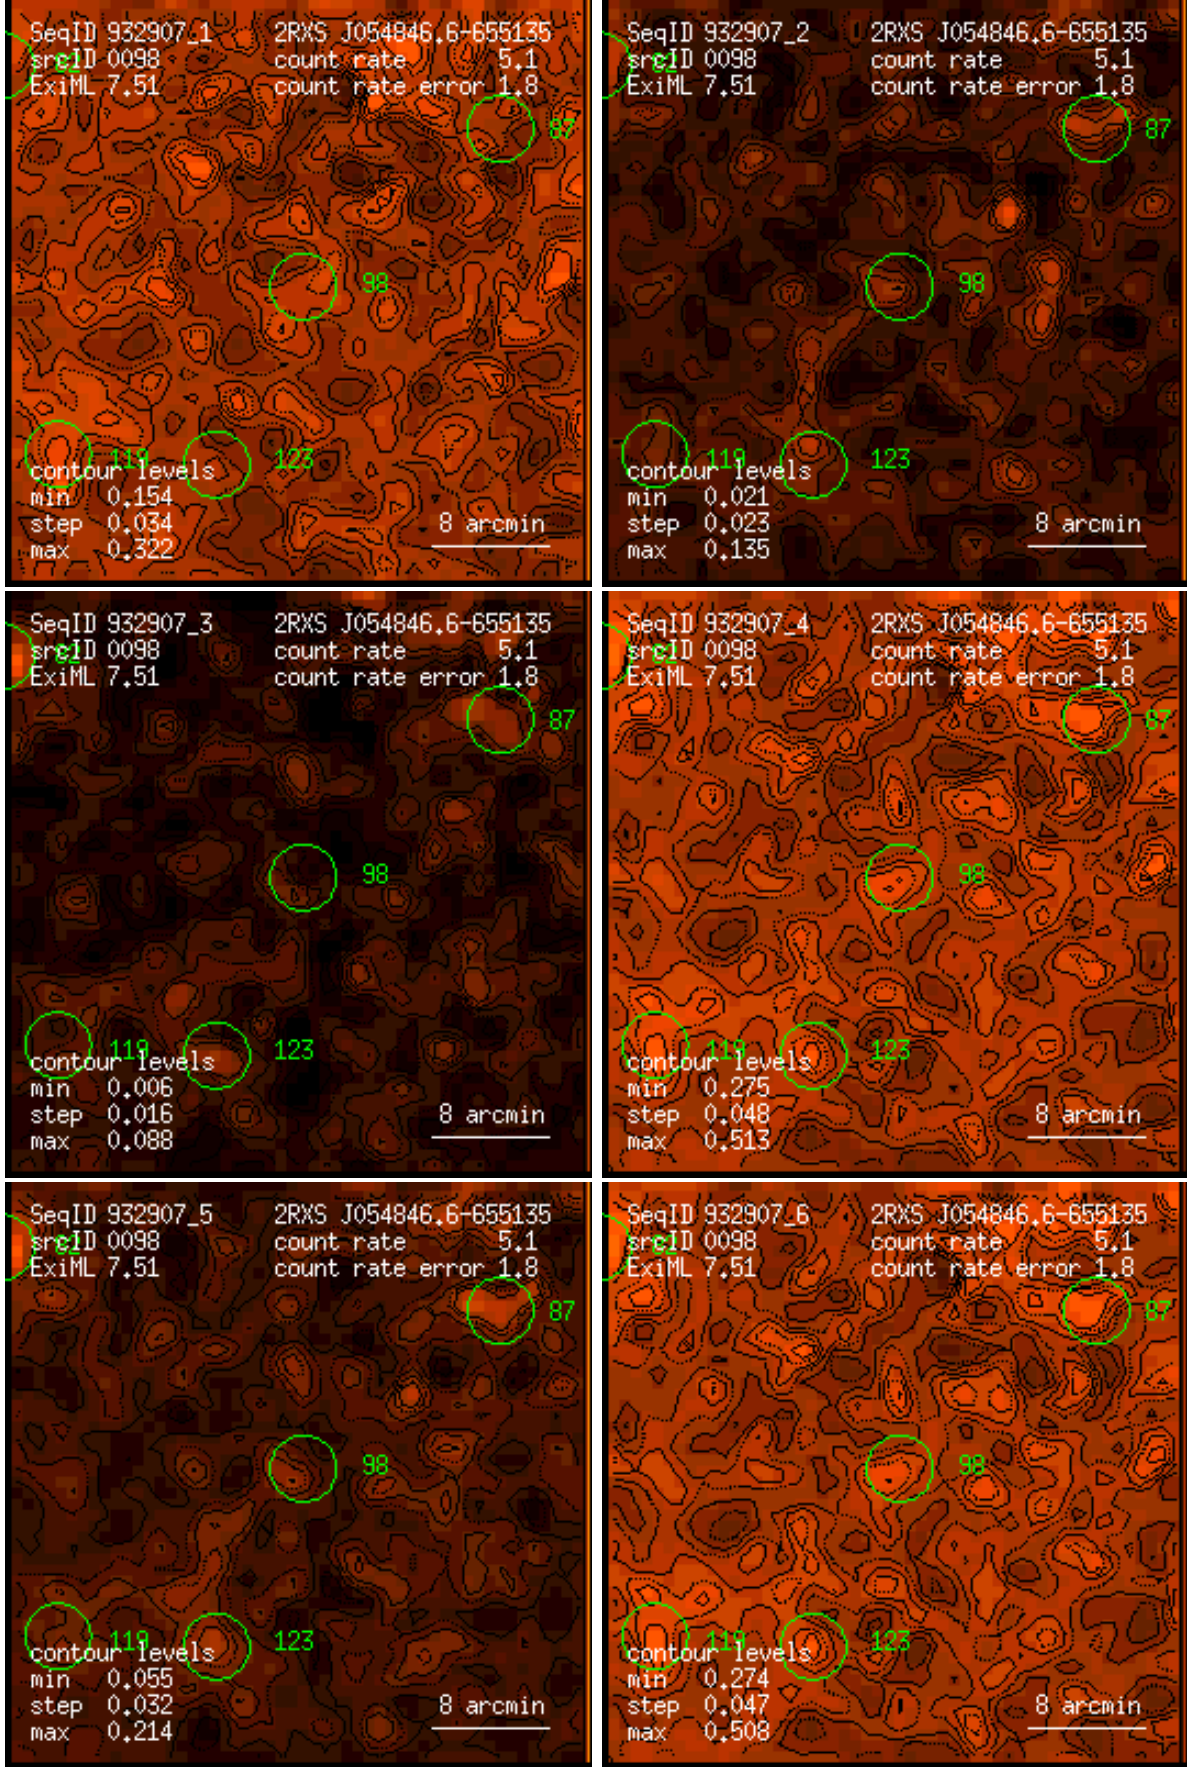 SeqID 932907_1 2RXS J054846.6-655135
srcID 0098 count rate 5.1
82
ExiML 7.51 count rate error 1.8
87
98
119 123
contour levels
min 0.154
step 0.034 8 arcmin
max 0.322
SeqID 932907_2 2RXS J054846.6-655135
srcID 0098 count rate 5.1
82
ExiML 7.51 count rate error 1.8
87
98
119 123
contour levels
min 0.021
step 0.023 8 arcmin
max 0.135
SeqID 932907_3 2RXS J054846.6-655135
srcID 0098 count rate 5.1
82
ExiML 7.51 count rate error 1.8
87
98
119 123
contour levels
min 0.006
step 0.016 8 arcmin
max 0.088
SeqID 932907_4 2RXS J054846.6-655135
srcID 0098 count rate 5.1
82
ExiML 7.51 count rate error 1.8
87
98
119 123
contour levels
min 0.275
step 0.048 8 arcmin
max 0.513
SeqID 932907_5 2RXS J054846.6-655135
srcID 0098 count rate 5.1
82
ExiML 7.51 count rate error 1.8
87
98
119 123
contour levels
min 0.055
step 0.032 8 arcmin
max 0.214
SeqID 932907_6 2RXS J054846.6-655135
srcID 0098 count rate 5.1
82
ExiML 7.51 count rate error 1.8
87
98
119 123
contour levels
min 0.274
step 0.047 8 arcmin
max 0.508